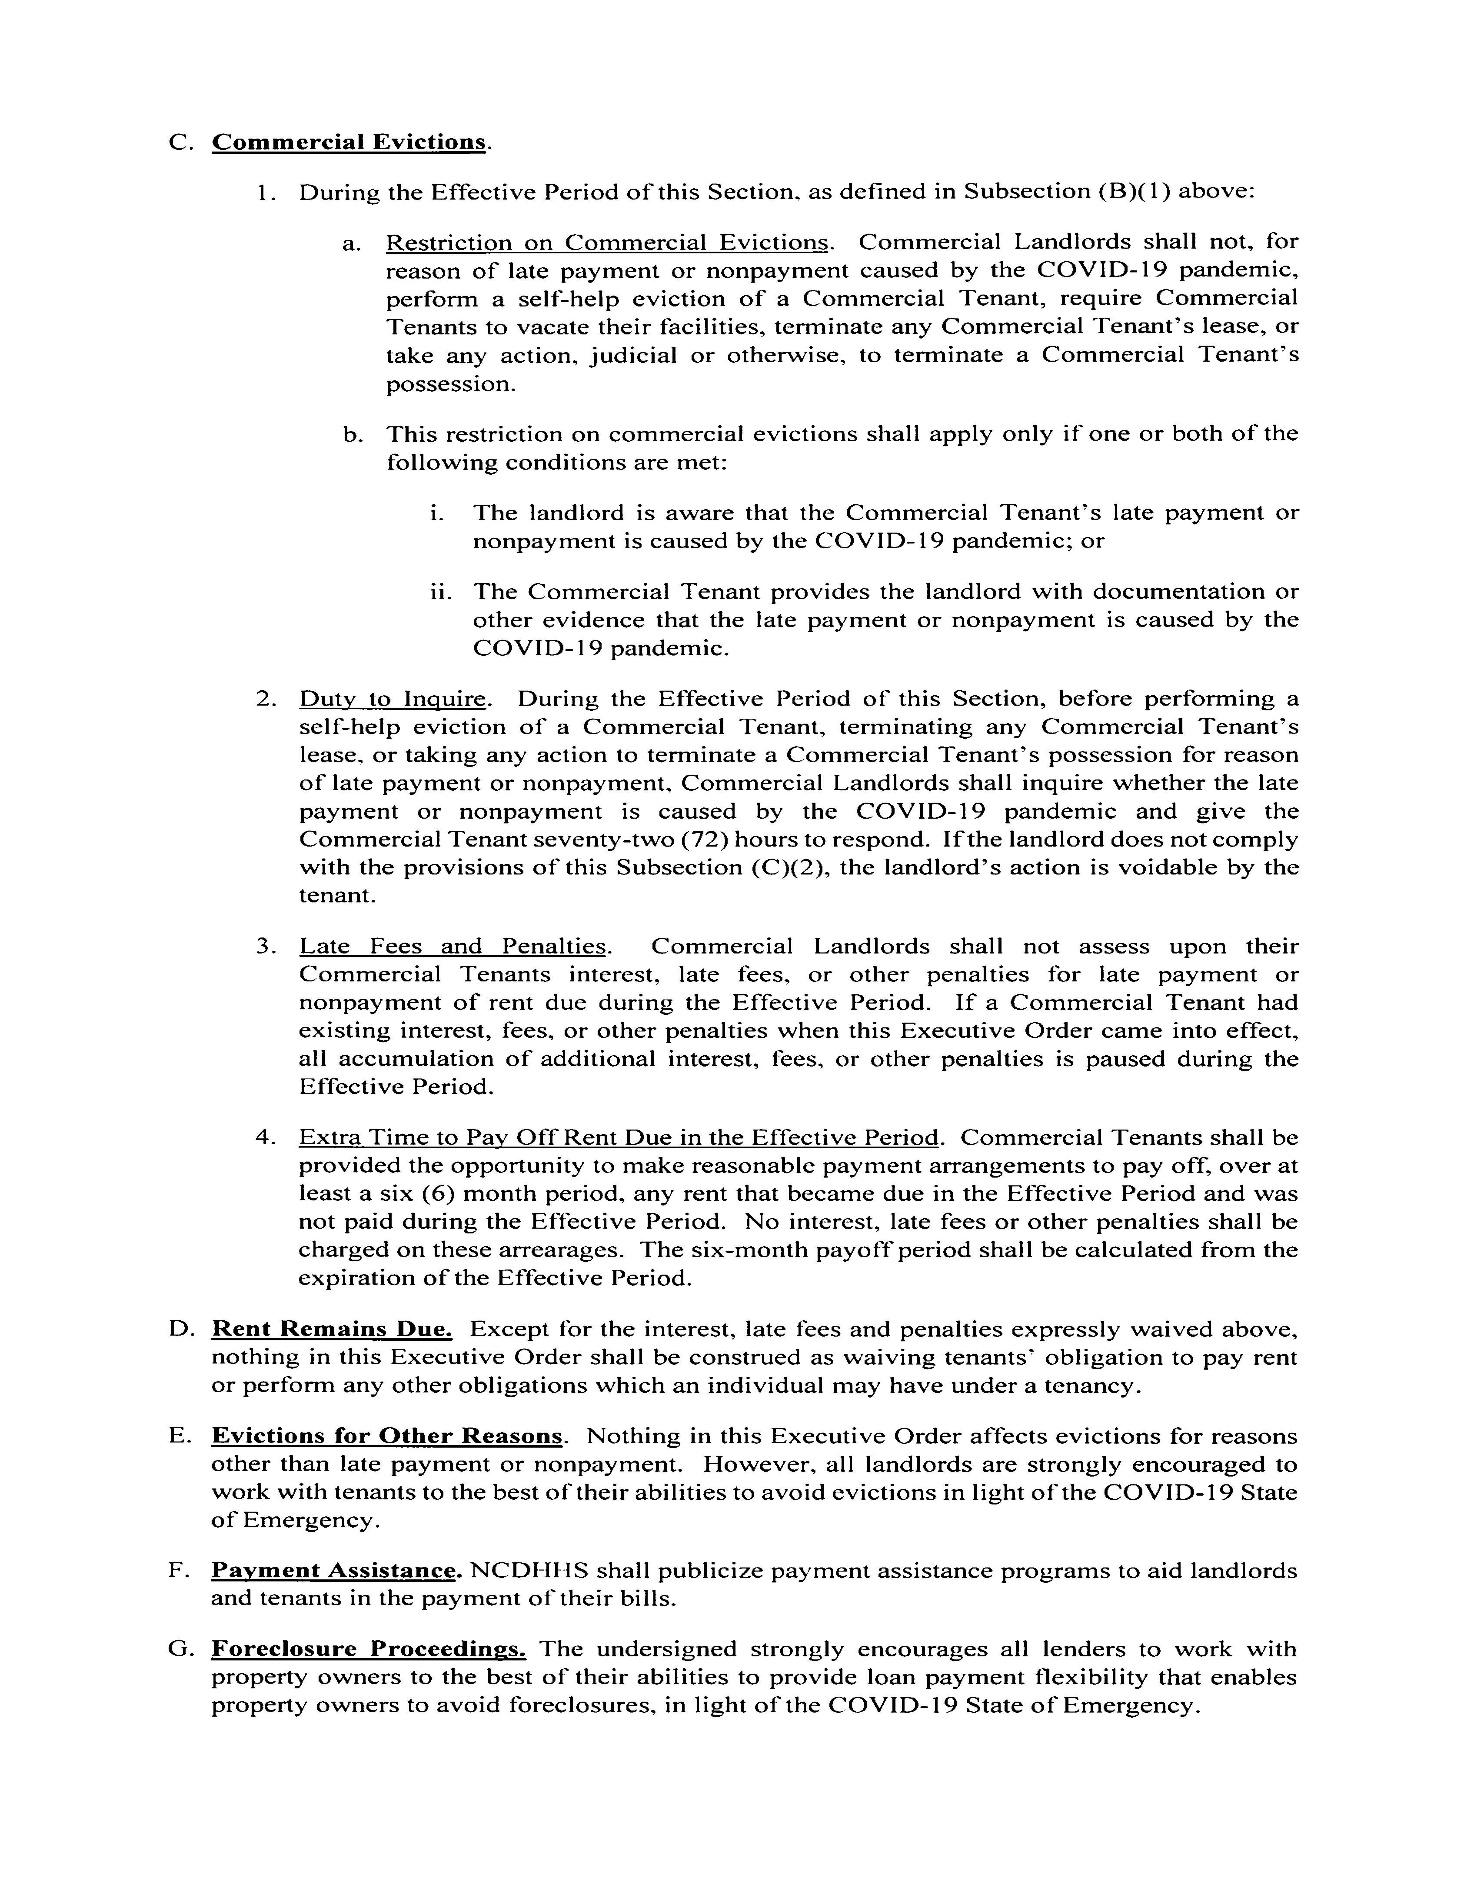 C. Commercial Evictions.
1. During the Effective Period of this Section, as defined in Subsection (B)(1) above:
a. Restriction on Commercial Evictions. Commercial Landlords shall not, for
reason of late payment or nonpayment caused by the COVID-19 pandemic,
perform a self-help eviction of a Commercial Tenant, require Commercial
Tenants to vacate their facilities, terminate any Commercial Tenant's lease, or
take any action, judicial or otherwise, to terminate a Commercial Tenant's
possession.
b. This restriction on commercial evictions shall apply only if one or both of the
following conditions are met:
i. The landlord is aware that the Commercial Tenant's late payment or
nonpayment is caused by the COVID-19 pandemic; or
ii. The Commercial Tenant provides the landlord with documentation or
other evidence that the late payment or nonpayment is caused by the
COVID-19 pandemic.
2. Duty to Inquire. During the Effective Period of this Section, before performing a
self-help eviction of a Commercial Tenant, terminating any Commercial Tenant's
lease, or taking any action to terminate a Commercial Tenant's possession for reason
of late payment or nonpayment, Commercial Landlords shall inquire whether the late
payment or nonpayment is caused by the COVID-19 pandemic and give the
Commercial Tenant seventy-two (72) hours to respond. If the landlord does not comply
with the provisions of this Subsection (C)(2), the landlord's action is voidable by the
tenant.
3. Late Fees and Penalties. Commercial Landlords shall not assess upon their
Commercial Tenants interest, late fees, or other penalties for late payment or
nonpayment of rent due during the Effective Period. If a Commercial Tenant had
existing interest, fees, or other penalties when this Executive Order came into effect,
all accumulation of additional interest, fees, or other penalties is paused during the
Effective Period.
4. Extra Time to Pay Off Rent Due in the Effective Period. Commercial Tenants shall be
provided the opportunity to make reasonable payment arrangements to pay off, over at
least a six (6) month period, any rent that became due in the Effective Period and was
not paid during the Effective Period. No interest, late fees or other penalties shall be
charged on these arrearages. The six-month payoff period shall be calculated from the
expiration of the Effective Period.
D. Rent Remains Due. Except for the interest, late fees and penalties expressly waived above,
nothing in this Executive Order shall be construed as waiving tenants' obligation to pay rent
or perform any other obligations which an individual may have under a tenancy.
E. Evictions for Other Reasons. Nothing in this Executive Order affects evictions for reasons
other than late payment or nonpayment. However, all landlords are strongly encouraged to
work with tenants to the best of their abilities to avoid evictions in light of the COVID-19 State
of Emergency.
F. Payment Assistance. NCDHHS shall publicize payment assistance programs to aid landlords
and tenants in the payment of their bills.
G. Foreclosure Proceedings. The undersigned strongly encourages all lenders to work with
property owners to the best of their abilities to provide loan payment flexibility that enables
property owners to avoid foreclosures, in light of the COVID-19 State of Emergency.